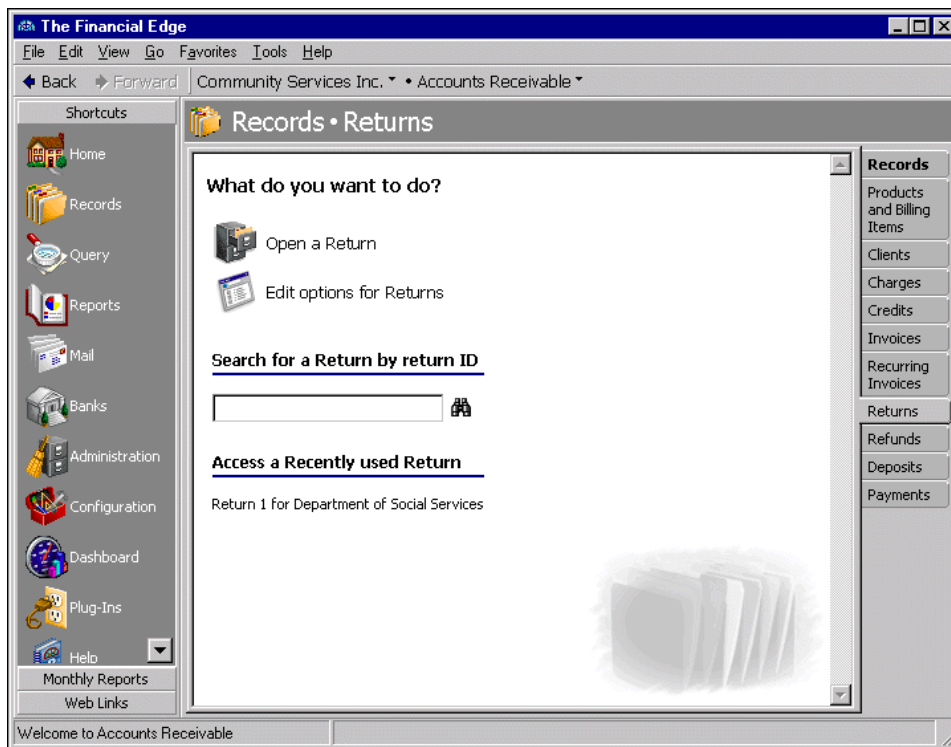 The Financial Edge
File Edit View Go Favorites Tools Help
Back Forward Community Services Inc. • Accounts Receivable
Shortcuts
Home
Records
Query
Reports
Mail
Banks
Administration
Configuration
Dashboard
Plug-Ins
Help
Monthly Reports
Web Links
Records • Returns
What do you want to do?
Open a Return
Edit options for Returns
Search for a Return by return ID
Access a Recently used Return
Return 1 for Department of Social Services
Records
Products
and Billing
Items
Clients
Charges
Credits
Invoices
Recurring
Invoices
Returns
Refunds
Deposits
Payments
Welcome to Accounts Receivable